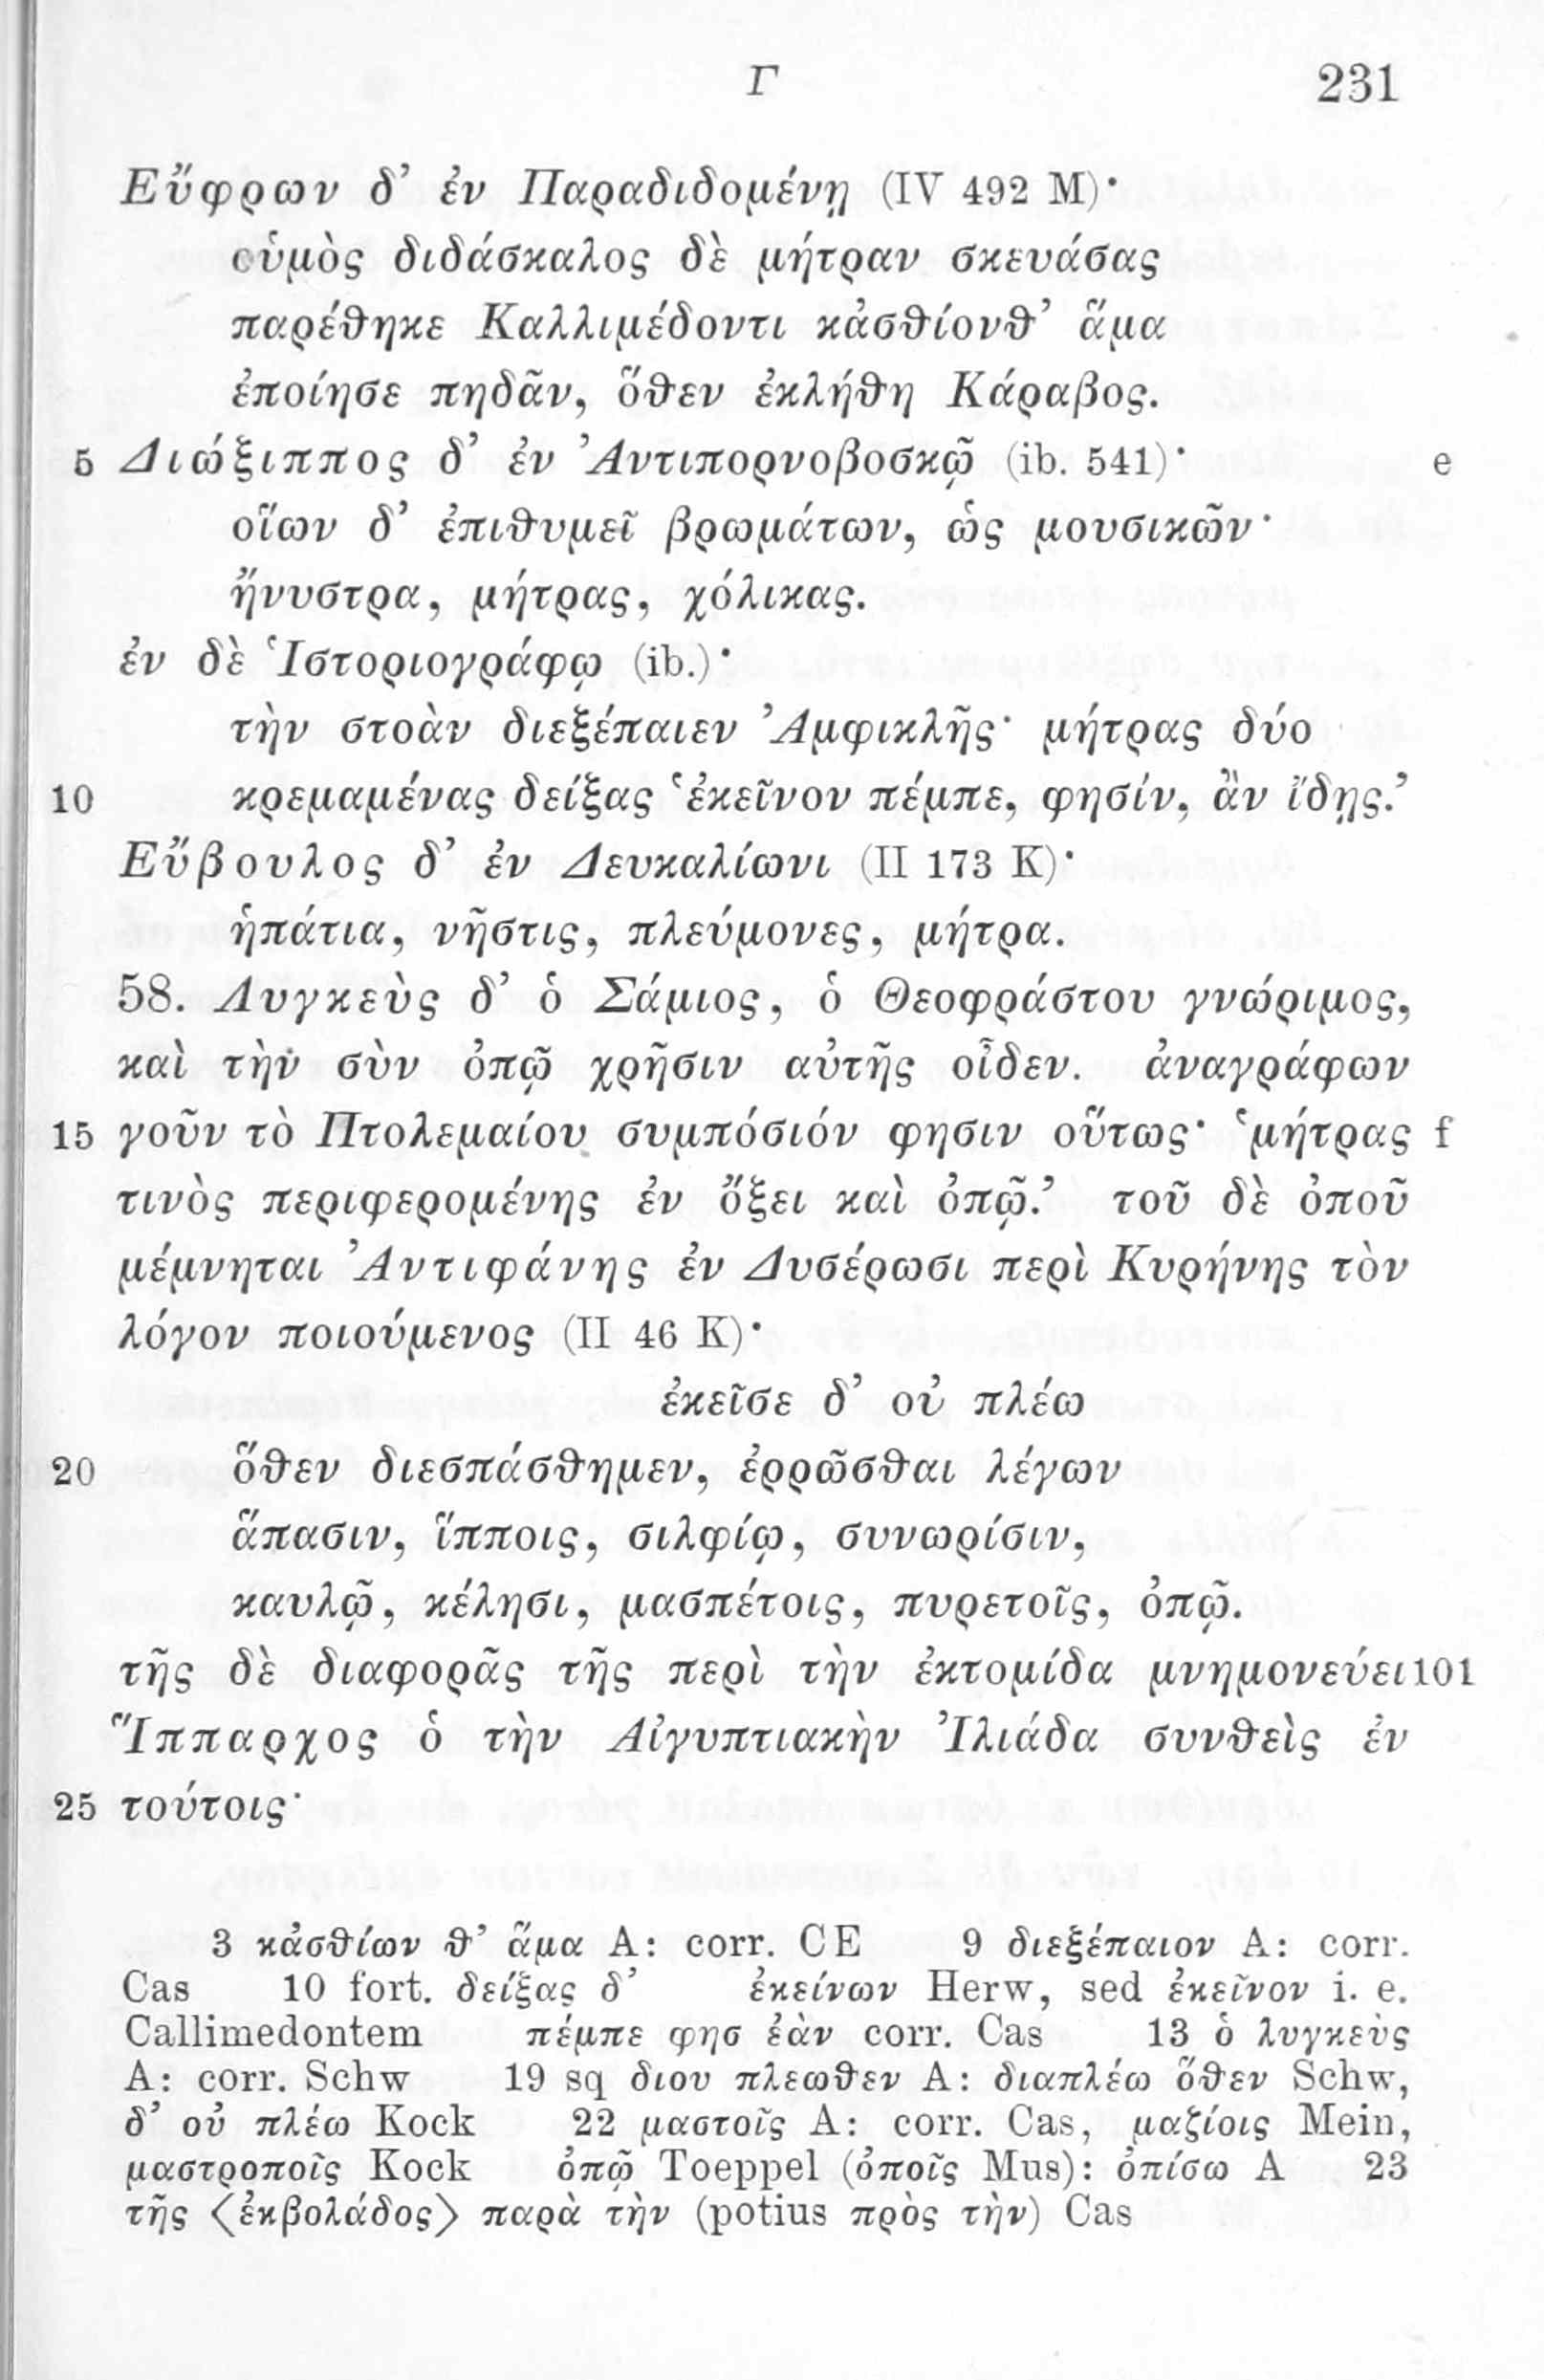 Γ 231
Εὔφρων δ’ ἐν Παραδιδομένῃ (IV 492 M)·
οὑμὸς διδάσκαλος δὲ μήτραν σκευάσας
παρέθηκε Καλλιμέδοντι κἀσθίονθ’ ἅμα
ἐποίησε πηδᾶν, ὅθεν ἐκλήθη Κάραβος.
5 Διώξιππος δ’ ἐν Ἀντιπορνοβοσκῷ (ib. 541)· e
οἵων δ’ ἐπιθυμεῖ βρωμάτων, ὡς μουσικῶν·
ἤνυστρα, μήτρας, χόλικας.
ἐν δὲ Ἱστοριογράφῳ (ib.)·
τὴν στοὰν διεξέπαιεν Ἀμφικλῆς· μήτρας δύο
10 κρεμαμένας δείξας ‘ἐκεῖνον πέμπε, φησίν, ἂν ἴδῃς.’
Εὔβουλος δ’ ἐν Δευκαλίωνι (II 173 K)·
ἡπάτια, νῆστις, πλεύμονες, μήτρα.
58. Λυγκεὺς δ’ ὁ Σάμιος, ὁ Θεοφράστου γνώριμος,
καὶ τὴν σὺν ὀπῷ χρῆσιν αὐτῆς οἶδεν. ἀναγράφων
15 γοῦν τὸ Πτολεμαίου συμπόσιόν φησιν οὕτως· ‘μήτρας f
τινὸς περιφερομένης ἐν ὄξει καὶ ὀπῷ.’ τοῦ δὲ ὀποῦ
μέμνηται Ἀντιφάνης ἐν Δυσέρωσι περὶ Κυρήνης τὸν
λόγον ποιούμενος (II 46 K)·
ἐκεῖσε δ’ οὐ πλέω
20 ὅθεν διεσπάσθημεν, ἐρρῶσθαι λέγων
ἅπασιν, ἵπποις, σιλφίῳ, συνωρίσιν,
καυλῷ, κέλησι, μασπέτοις, πυρετοῖς, ὀπῷ.
τῆς δὲ διαφορᾶς τῆς περὶ τὴν ἐκτομίδα μνημονεύει 101
Ἵππαρχος ὁ τὴν Αἰγυπτιακὴν Ἰλιάδα συνθεὶς ἐν
25 τούτοις·
3 κἀσθίων θ’ ἅμα A: corr. CE 9 διεξέπαιον A: corr.
Cas 10 fort. δείξας δ’ ἐκείνων Herw, sed ἐκεῖνον i. e.
Callimedontem πέμπε φησ ἐὰν corr. Cas 13 ὁ λυγκεὺς
A: corr. Schw 19 sq διου πλεωθεν A: διαπλέω ὅθεν Schw,
δ’ οὐ πλέω Kock 22 μαστοῖς A: corr. Cas, μαζίοις Mein,
μαστροποῖς Kock ὀπῷ Toeppel (ὀποῖς Mus): ὀπίσω A 23
τῆς ⟨ἐκβολάδος⟩ παρὰ τὴν (potius πρὸς τὴν) Cas